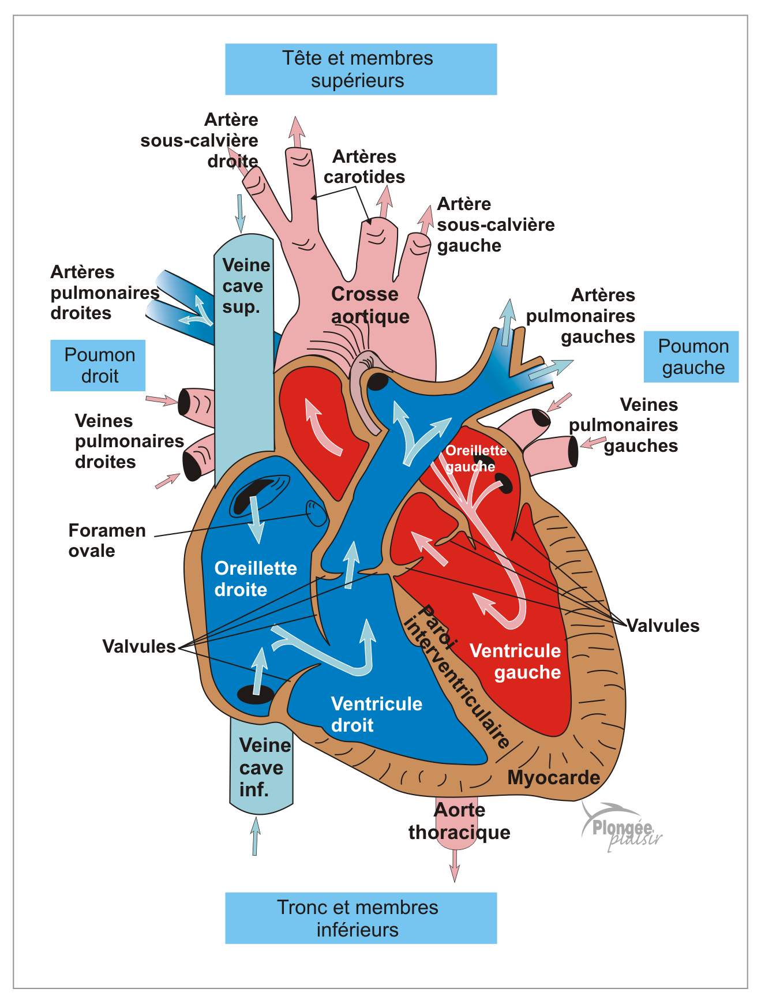 Tête et membres
supérieurs
Artère
sous-calvière
droite
Artères
carotides
Artère
sous-calvière
gauche
Veine
cave
sup.
Artères
pulmonaires
droites
Crosse
aortique
Artères
pulmonaires
gauches
Poumon
droit
Poumon
gauche
Veines
pulmonaires
droites
Veines
pulmonaires
gauches
Oreillette
gauche
Foramen
ovale
Oreillette
droite
Valvules
Valvules
Paroi
interventriculaire
Ventricule
gauche
Ventricule
droit
Veine
cave
inf.
Myocarde
Aorte
thoracique
Plongée
plaisir
Tronc et membres
inférieurs